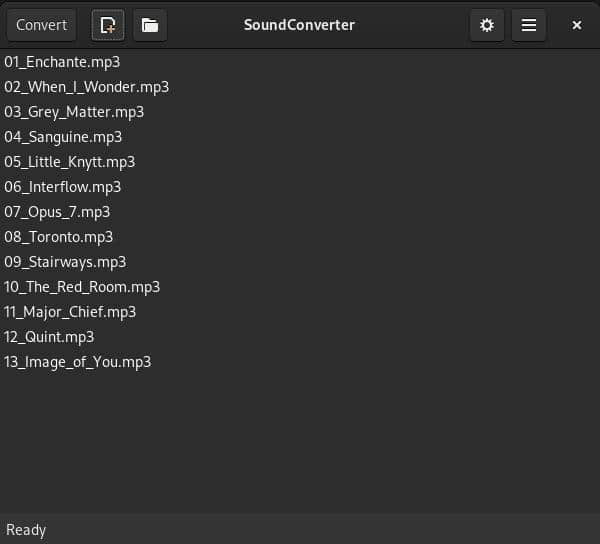 Convert SoundConverter
01_Enchante.mp3
02_When_I_Wonder.mp3
03_Grey_Matter.mp3
04_Sanguine.mp3
05_Little_Knytt.mp3
06_Interflow.mp3
07_Opus_7.mp3
08_Toronto.mp3
09_Stairways.mp3
10_The_Red_Room.mp3
11_Major_Chief.mp3
12_Quint.mp3
13_Image_of_You.mp3
Ready